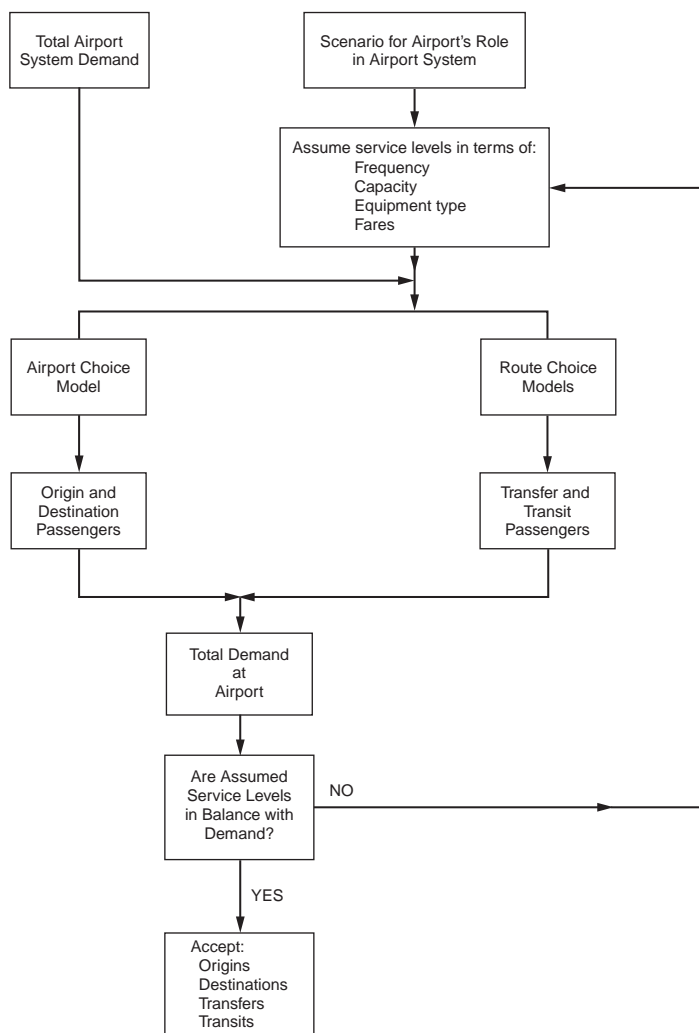 Total Airport
System Demand
Scenario for Airport's Role
in Airport System
Assume service levels in terms of:
Frequency
Capacity
Equipment type
Fares
Airport Choice
Model
Route Choice
Models
Origin and
Destination
Passengers
Transfer and
Transit
Passengers
Total Demand
at
Airport
Are Assumed
Service Levels
in Balance with
Demand?
NO
YES
Accept:
Origins
Destinations
Transfers
Transits